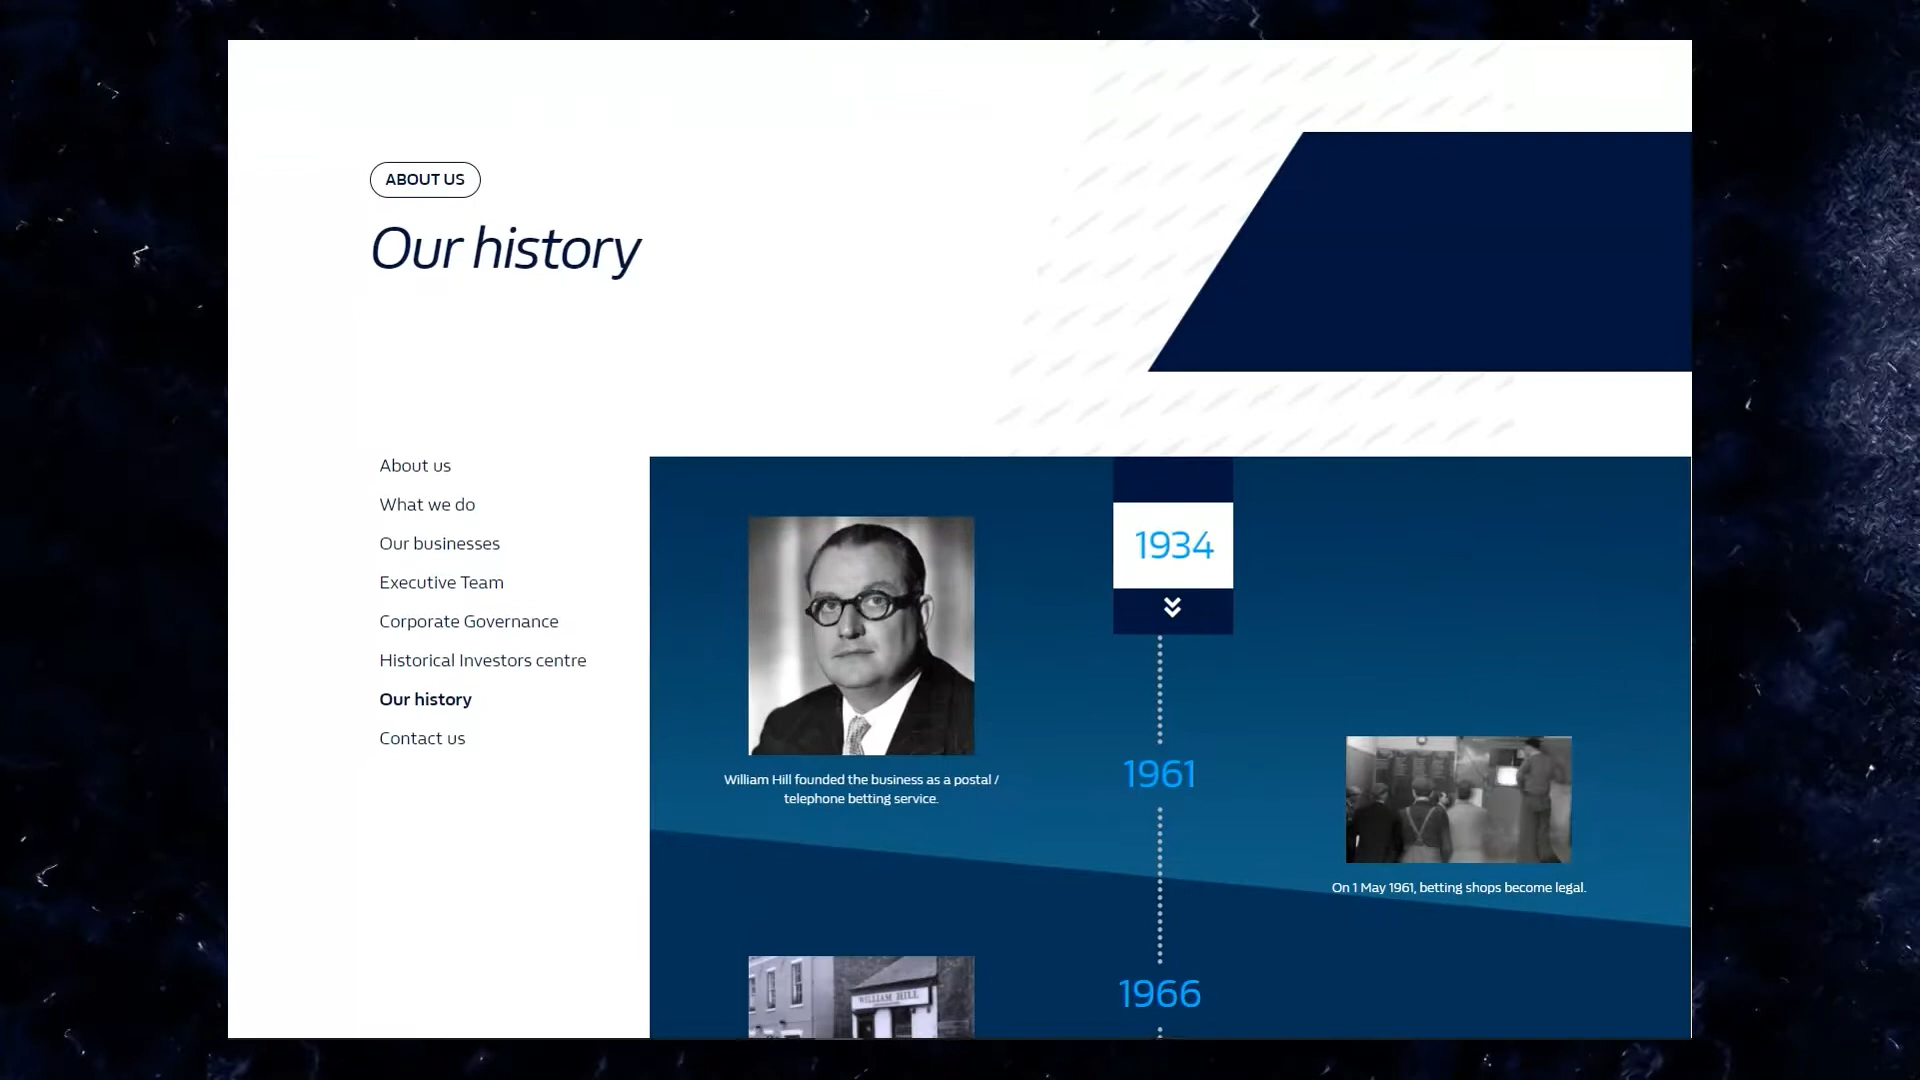 ABOUT US
Our history
About us
What we do
Our businesses
Executive Team
Corporate Governance
Historical Investors centre
Our history
Contact us
1934
William Hill founded the business as a postal /
telephone betting service.
1961
On 1 May 1961, betting shops become legal.
1966
WILLIAM HILL